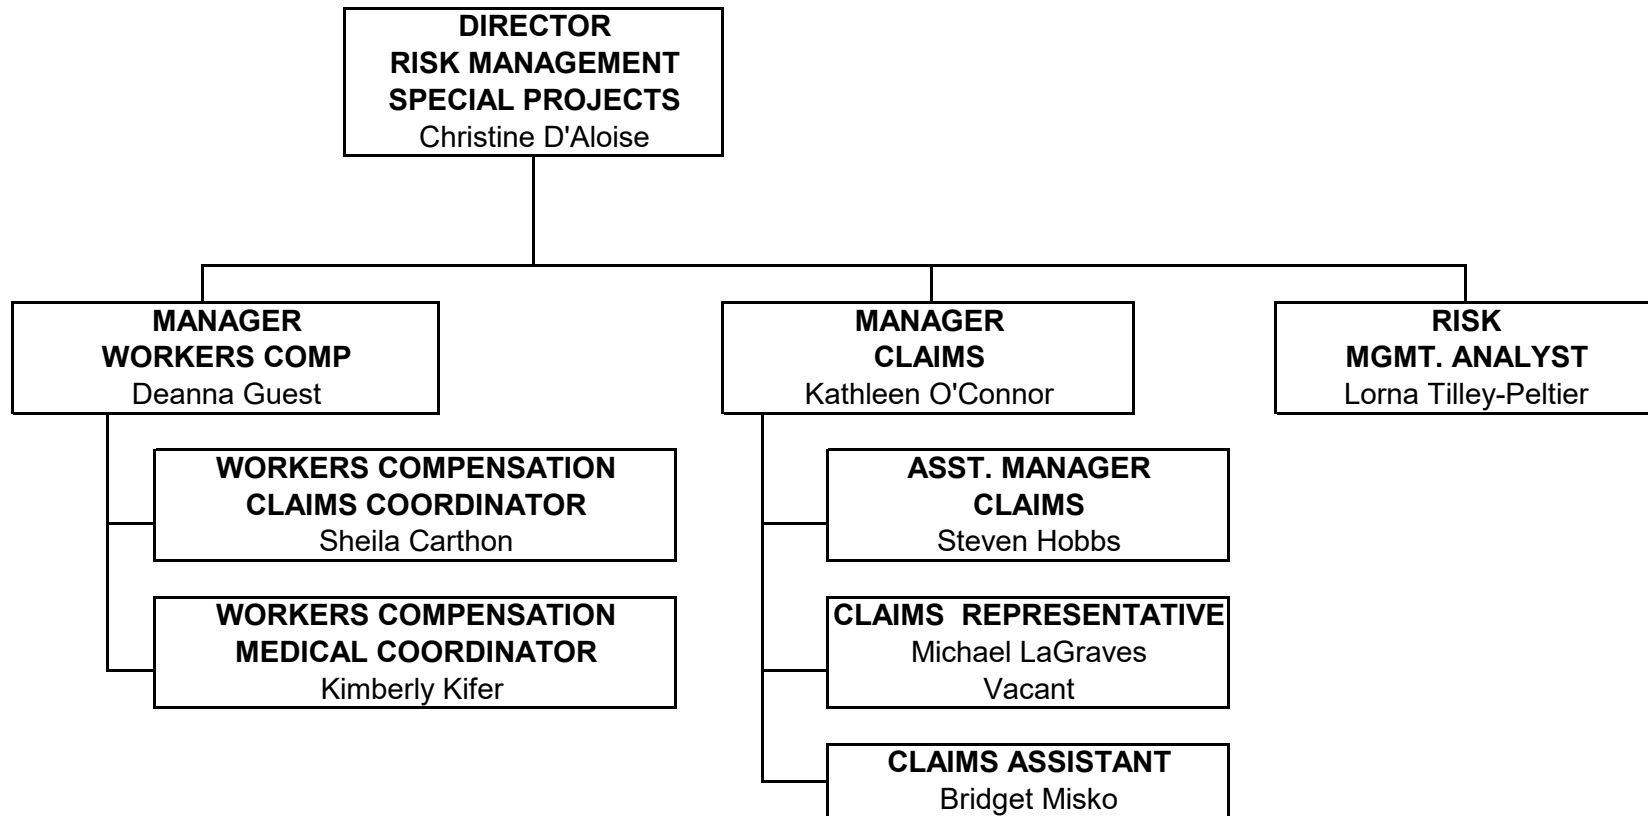 DIRECTOR
RISK MANAGEMENT
SPECIAL PROJECTS
Christine D'Aloise
MANAGER
WORKERS COMP
Deanna Guest
MANAGER
CLAIMS
Kathleen O'Connor
RISK
MGMT. ANALYST
Lorna Tilley-Peltier
WORKERS COMPENSATION
CLAIMS COORDINATOR
Sheila Carthon
WORKERS COMPENSATION
MEDICAL COORDINATOR
Kimberly Kifer
ASST. MANAGER
CLAIMS
Steven Hobbs
CLAIMS  REPRESENTATIVE
Michael LaGraves
Vacant
CLAIMS ASSISTANT
Bridget Misko